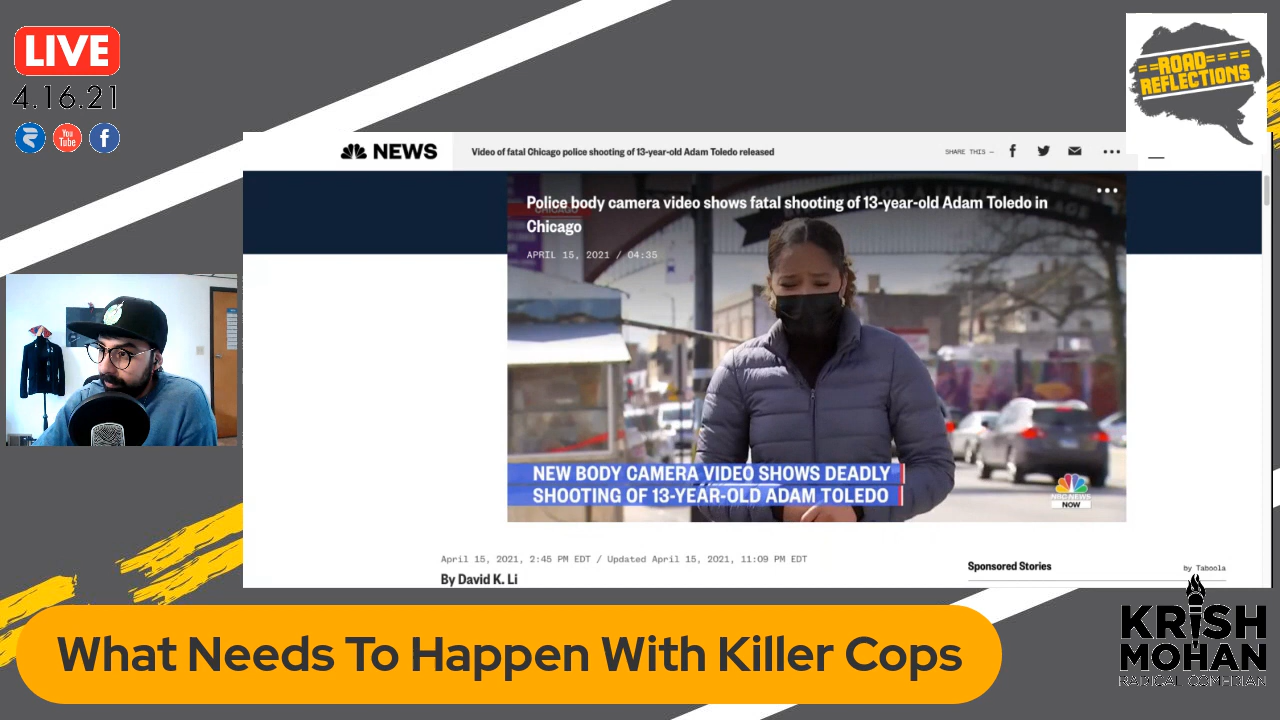 LIVE
4.16.21
You
Tube
f
==ROAD====
REFLECTIONS
NEWS
Video of fatal Chicago police shooting of 13-year-old Adam Toledo released
SHARE THIS —
Police body camera video shows fatal shooting of 13-year-old Adam Toledo in
Chicago
CHICAGO
APRIL 15, 2021 / 04:35
NEW BODY CAMERA VIDEO SHOWS DEADLY
SHOOTING OF 13-YEAR-OLD ADAM TOLEDO
NBC NEWS
NOW
April 15, 2021, 2:45 PM EDT / Updated April 15, 2021, 11:09 PM EDT
By David K. Li
Sponsored Stories
by Taboola
What Needs To Happen With Killer Cops
KRISH
MOHAN
RADICAL COMEDIAN